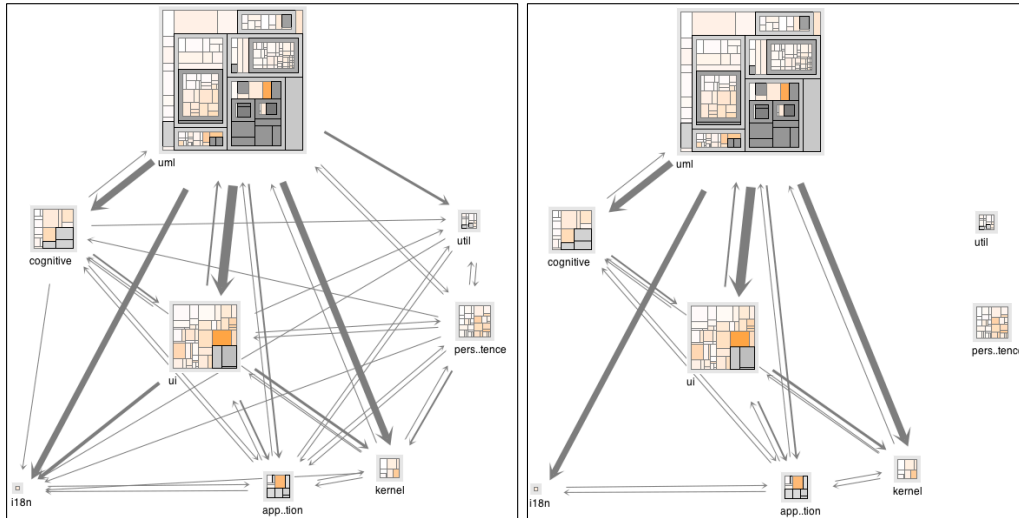 uml
cognitive
util
pers..tence
ui
i18n
app..tion
kernel
uml
cognitive
util
pers..tence
ui
i18n
app..tion
kernel